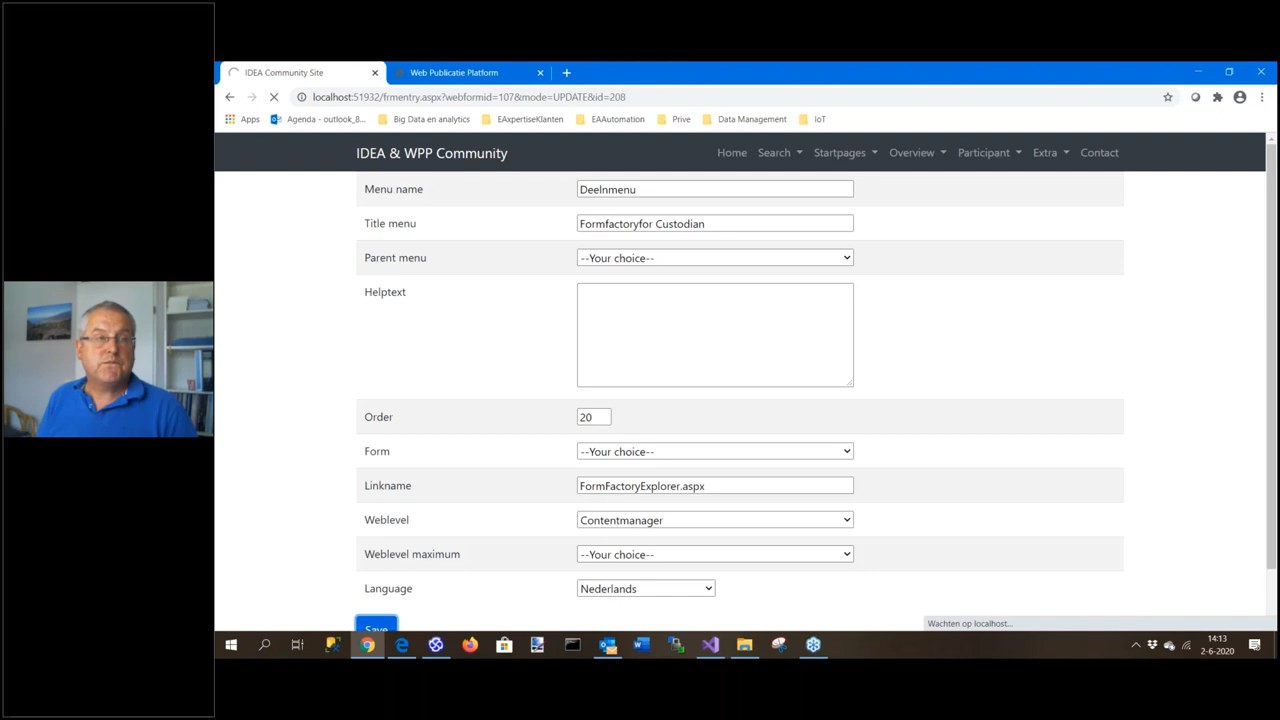 IDEA Community Site
Web Publicatie Platform
localhost:51932/frmentry.aspx?webformid=107&mode=UPDATE&id=208
Apps
Agenda - outlook_8...
Big Data en analytics
EAxpertiseKlanten
EAAutomation
Prive
Data Management
IoT
IDEA & WPP Community
Home
Search
Startpages
Overview
Participant
Extra
Contact
Menu name
Deelnmenu
Title menu
Formfactoryfor Custodian
Parent menu
--Your choice--
Helptext
Order
20
Form
--Your choice--
Linkname
FormFactoryExplorer.aspx
Weblevel
Contentmanager
Weblevel maximum
--Your choice--
Language
Nederlands
Save
Wachten op localhost...
14:13
2-6-2020